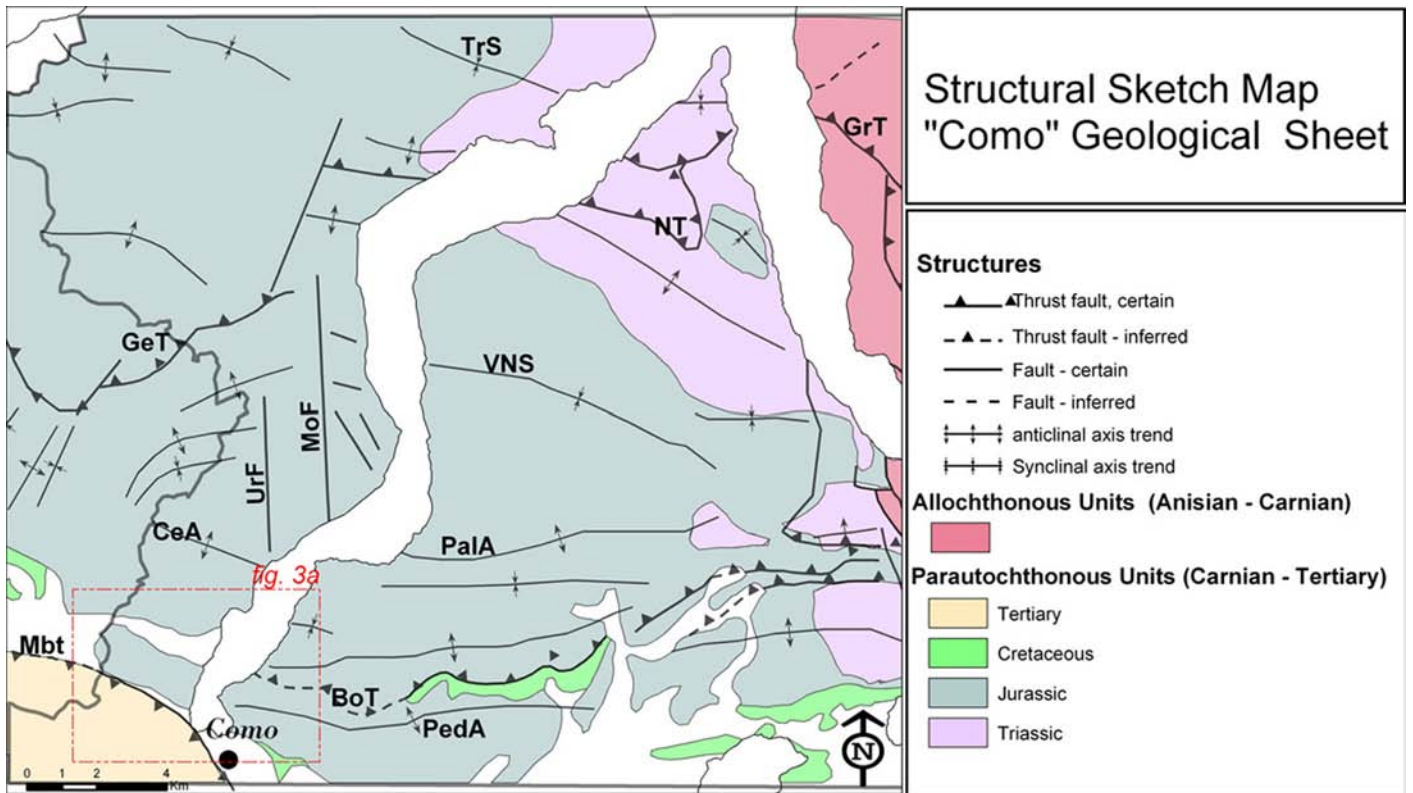 TrS
GrT
NT
GeT
VNS
MoF
UrF
CeA
PalA
fig. 3a
Mbt
BoT
PedA
Como
0 1 2 4
Km
N
Structural Sketch Map
"Como" Geological Sheet
Structures
Thrust fault, certain
Thrust fault - inferred
Fault - certain
Fault - inferred
anticlinal axis trend
Synclinal axis trend
Allochthonous Units (Anisian - Carnian)
Parautochthonous Units (Carnian - Tertiary)
Tertiary
Cretaceous
Jurassic
Triassic